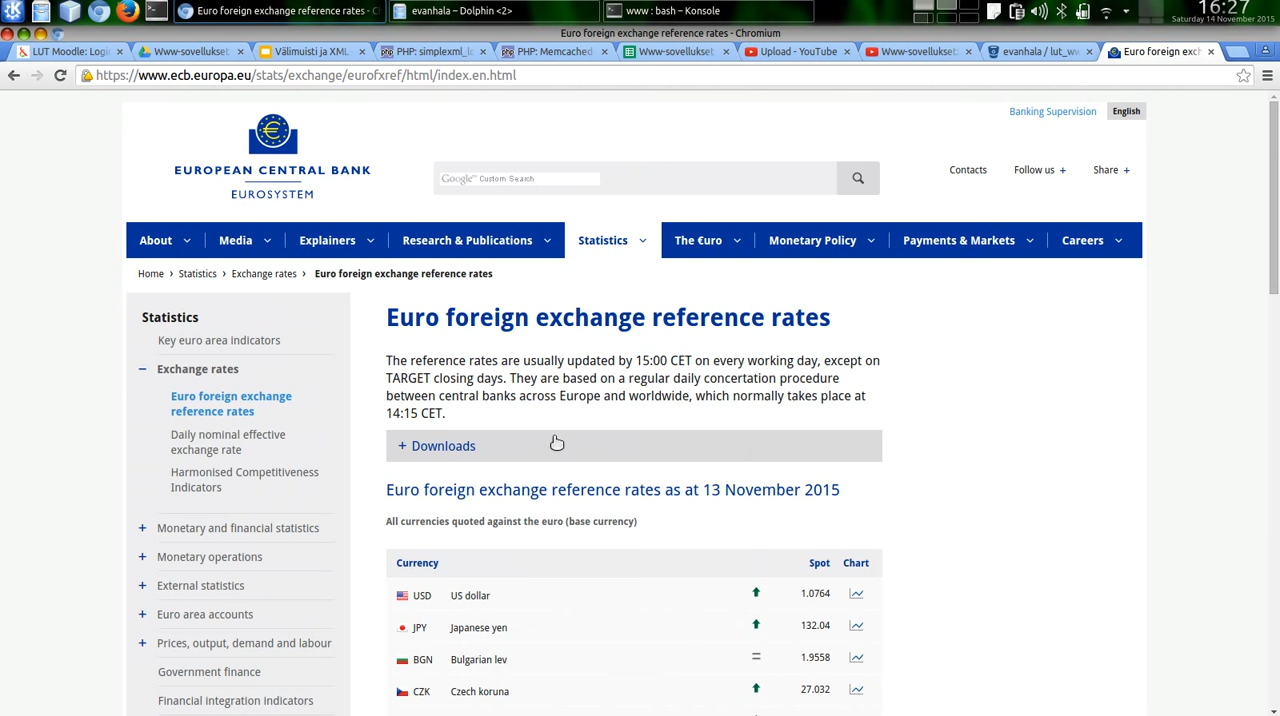 Euro foreign exchange reference rates - C
evanhala – Dolphin <2>
www : bash – Konsole
16:27
Saturday 14 November 2015
Euro foreign exchange reference rates - Chromium
LUT Moodle: Logi
Www-sovellukset
Välimuisti ja XML -
PHP: simplexml_lo
PHP: Memcached
Www-sovellukset:
Upload - YouTube
Www-sovellukset:
evanhala / lut_ww
Euro foreign exch
https://www.ecb.europa.eu/stats/exchange/eurofxref/html/index.en.html
Banking Supervision
English
EUROPEAN CENTRAL BANK
EUROSYSTEM
Google™ Custom Search
Contacts
Follow us +
Share +
About
Media
Explainers
Research & Publications
Statistics
The €uro
Monetary Policy
Payments & Markets
Careers
Home › Statistics › Exchange rates › Euro foreign exchange reference rates
Statistics
Key euro area indicators
− Exchange rates
Euro foreign exchange
reference rates
Daily nominal effective
exchange rate
Harmonised Competitiveness
Indicators
+ Monetary and financial statistics
+ Monetary operations
+ External statistics
+ Euro area accounts
+ Prices, output, demand and labour
Government finance
Financial integration indicators
Euro foreign exchange reference rates
The reference rates are usually updated by 15:00 CET on every working day, except on
TARGET closing days. They are based on a regular daily concertation procedure
between central banks across Europe and worldwide, which normally takes place at
14:15 CET.
+ Downloads
Euro foreign exchange reference rates as at 13 November 2015
All currencies quoted against the euro (base currency)
Currency Spot Chart
USD US dollar 1.0764
JPY Japanese yen 132.04
BGN Bulgarian lev = 1.9558
CZK Czech koruna 27.032